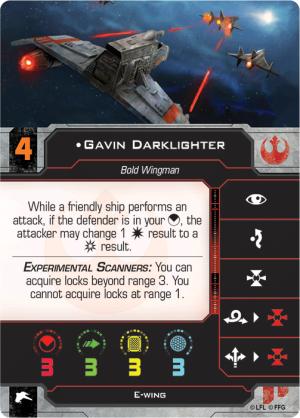 •Gavin Darklighter
4
Bold Wingman
While a friendly ship performs an
attack, if the defender is in your , the
attacker may change 1 result to a
result.
Experimental Scanners: You can
acquire locks beyond range 3. You
cannot acquire locks at range 1.
3 3 3 1
E-wing
© LFL © FFG